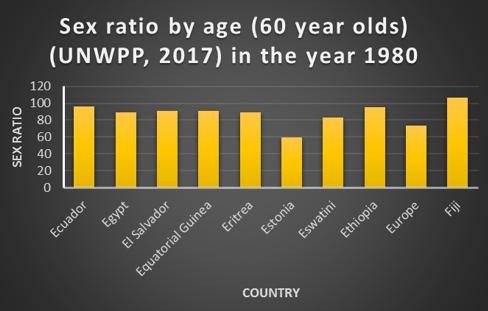 Sex ratio by age (60 year olds)
(UNWPP, 2017) in the year 1980
SEX RATIO
120
100
80
60
40
20
0
Ecuador
Egypt
El Salvador
Equatorial Guinea
Eritrea
Estonia
Eswatini
Ethiopia
Europe
Fiji
COUNTRY